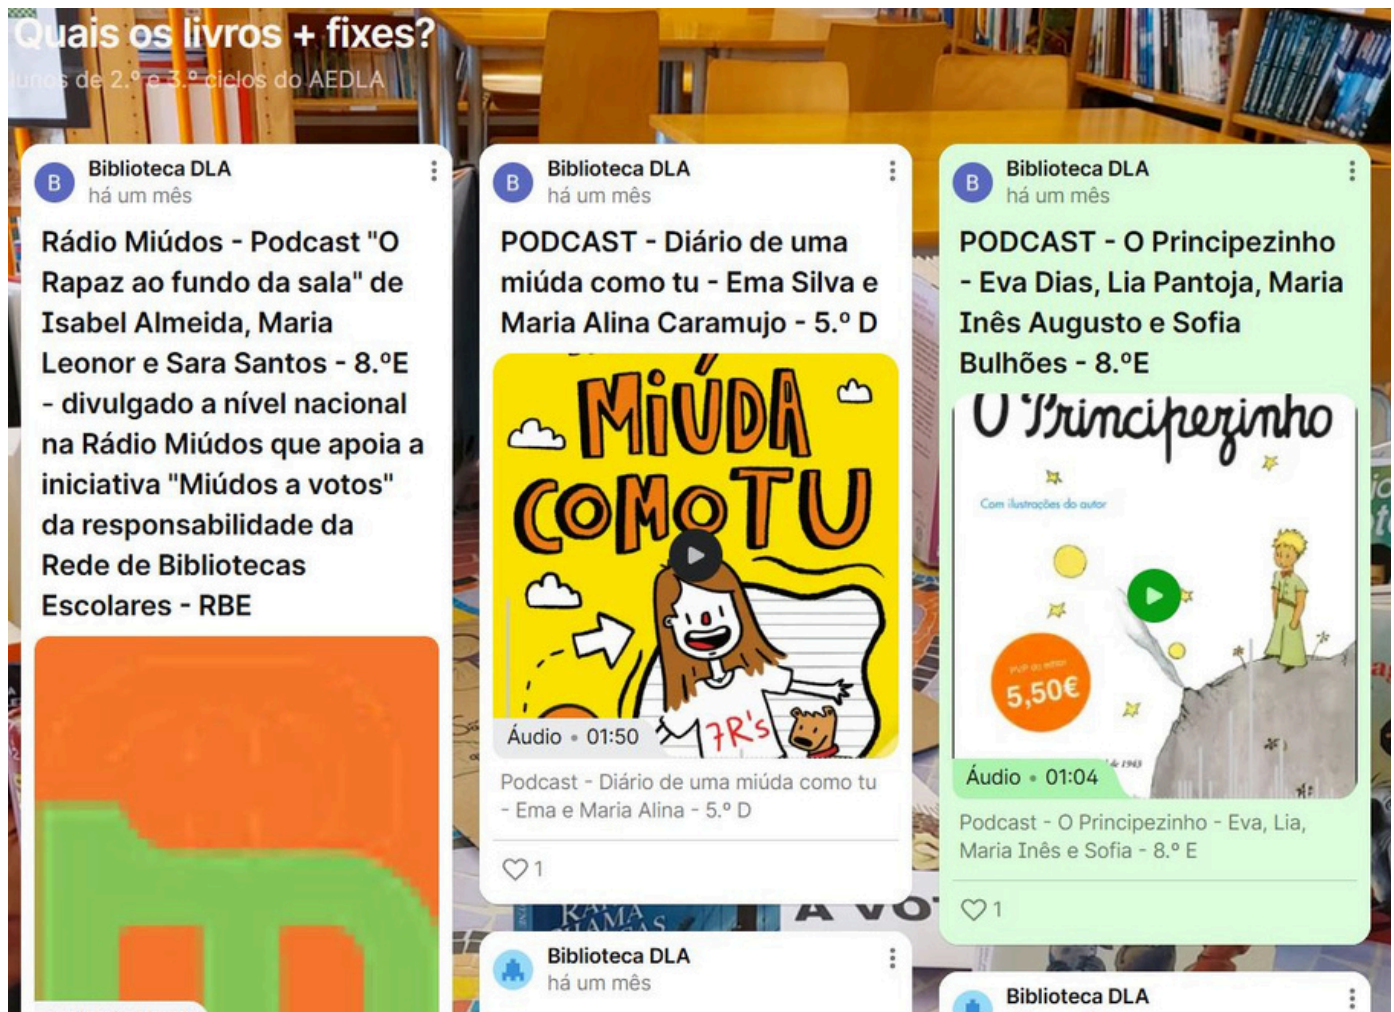 Quais os livros + fixes?
lunos de 2.º e 3.º ciclos do AEDLA
B
Biblioteca DLA
há um mês
Rádio Miúdos - Podcast "O
Rapaz ao fundo da sala" de
Isabel Almeida, Maria
Leonor e Sara Santos - 8.ºE
- divulgado a nível nacional
na Rádio Miúdos que apoia a
iniciativa "Miúdos a votos"
da responsabilidade da
Rede de Bibliotecas
Escolares - RBE
B
Biblioteca DLA
há um mês
PODCAST - Diário de uma
miúda como tu - Ema Silva e
Maria Alina Caramujo - 5.º D
MIÚDA
COMO TU
7R's
Áudio • 01:50
Podcast - Diário de uma miúda como tu
- Ema e Maria Alina - 5.º D
1
Biblioteca DLA
há um mês
B
Biblioteca DLA
há um mês
PODCAST - O Principezinho
- Eva Dias, Lia Pantoja, Maria
Inês Augusto e Sofia
Bulhões - 8.ºE
O Principezinho
Com ilustrações do autor
PVP do editor
5,50€
de 1943
Áudio • 01:04
Podcast - O Principezinho - Eva, Lia,
Maria Inês e Sofia - 8.º E
1
Biblioteca DLA